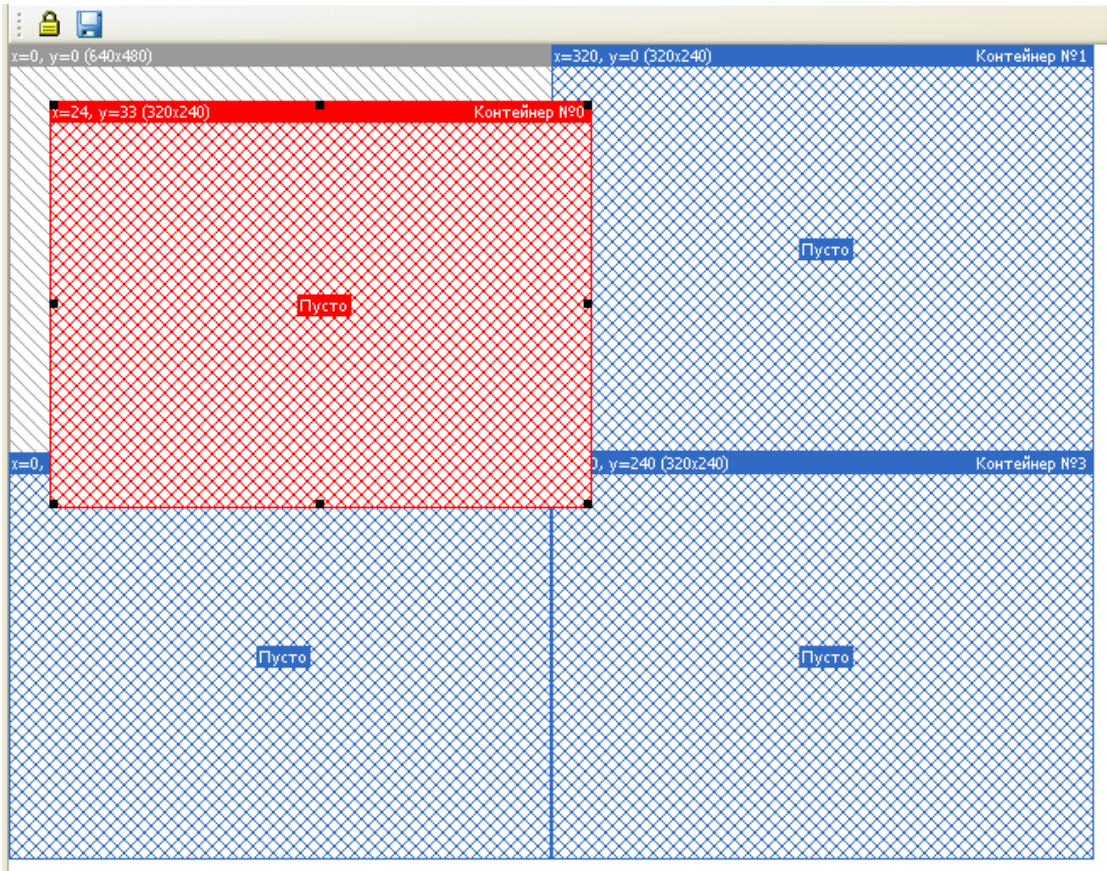 x=0, y=0 (640x480)
x=320, y=0 (320x240) Контейнер №1
x=24, y=33 (320x240) Контейнер №0
Пусто
Пусто
x=0,
0, y=240 (320x240) Контейнер №3
Пусто
Пусто